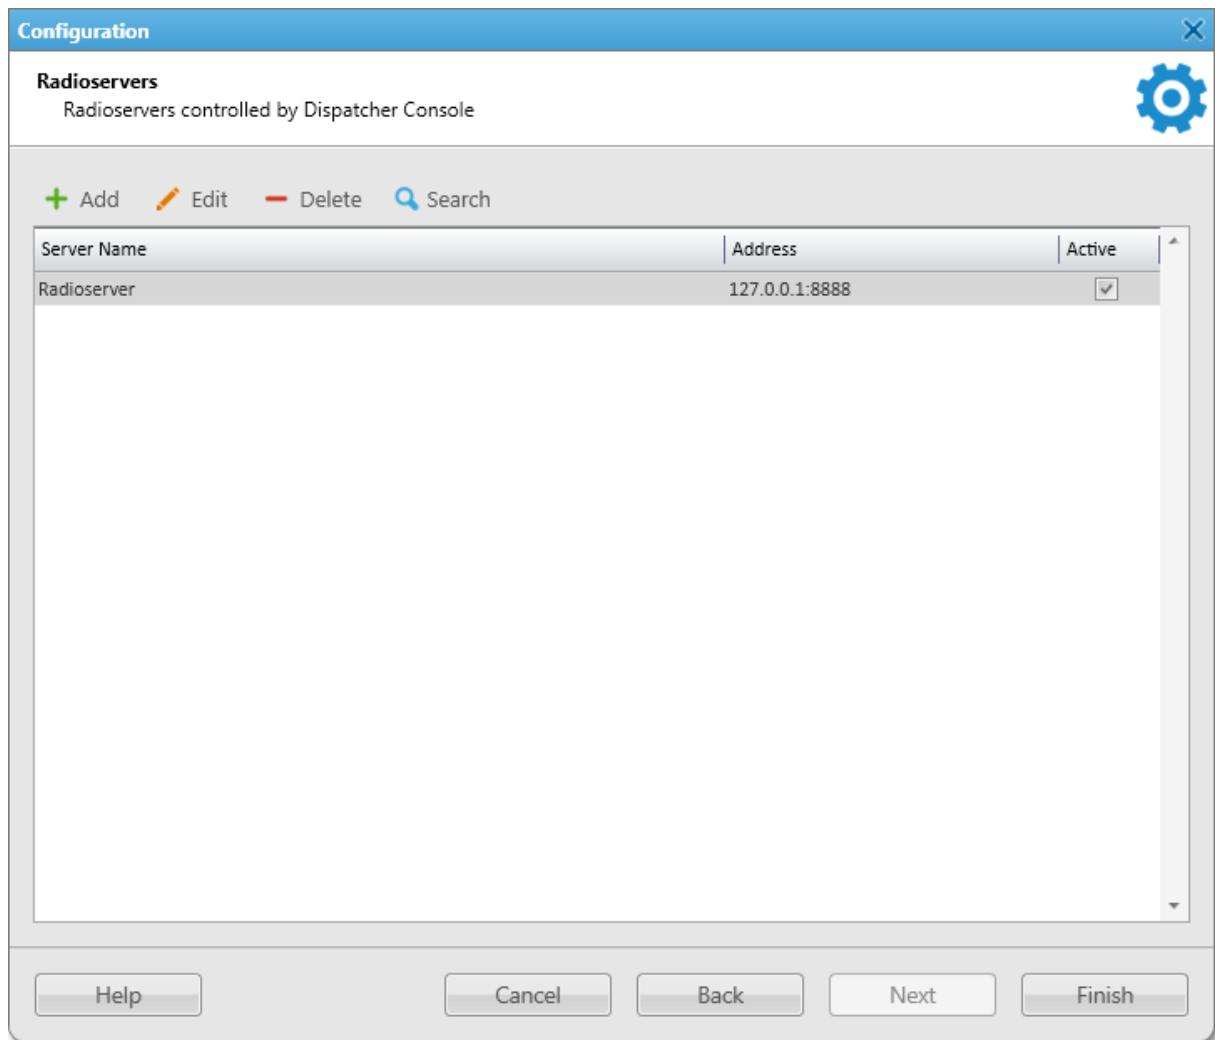 Configuration
Radioservers
Radioservers controlled by Dispatcher Console
Add Edit Delete Search
Server Name Address Active
Radioserver 127.0.0.1:8888
Help Cancel Back Next Finish